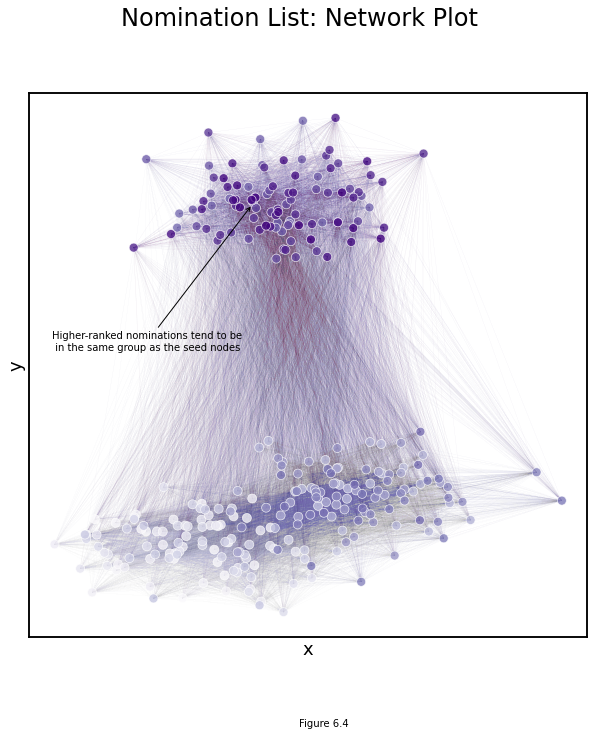 Nomination List: Network Plot
Higher-ranked nominations tend to be
in the same group as the seed nodes
y
x
Figure 6.4